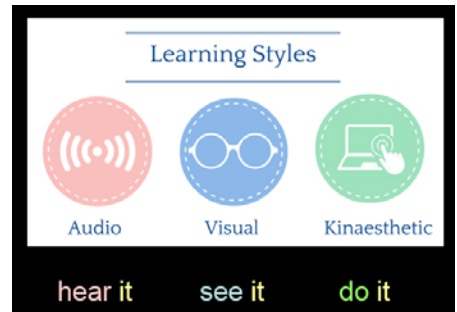 Learning Styles
Audio Visual Kinaesthetic
hear it see it do it